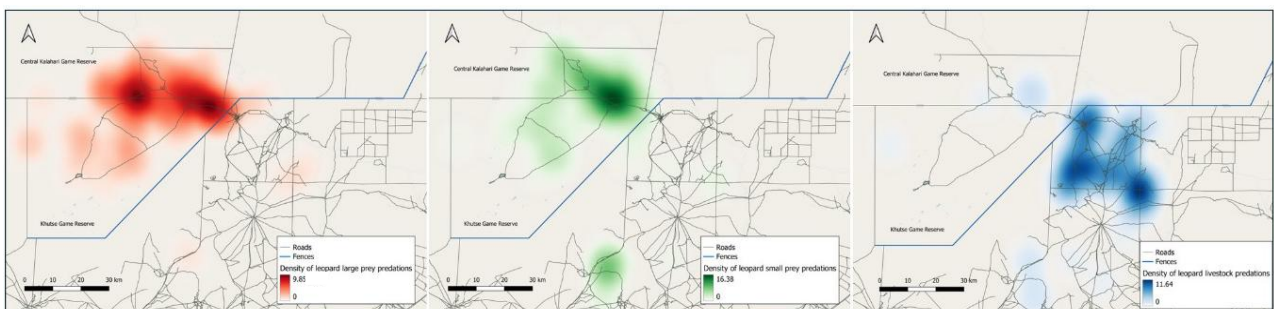 Central Kalahari Game Reserve
Khutse Game Reserve
Roads
Fences
Density of leopard large prey predations
9.85
0
0 10 20 30 km
Central Kalahari Game Reserve
Khutse Game Reserve
Roads
Fences
Density of leopard small prey predations
16.38
0
0 10 20 30 km
Central Kalahari Game Reserve
Khutse Game Reserve
Roads
Fences
Density of leopard livestock predations
11.64
0
0 10 20 30 km